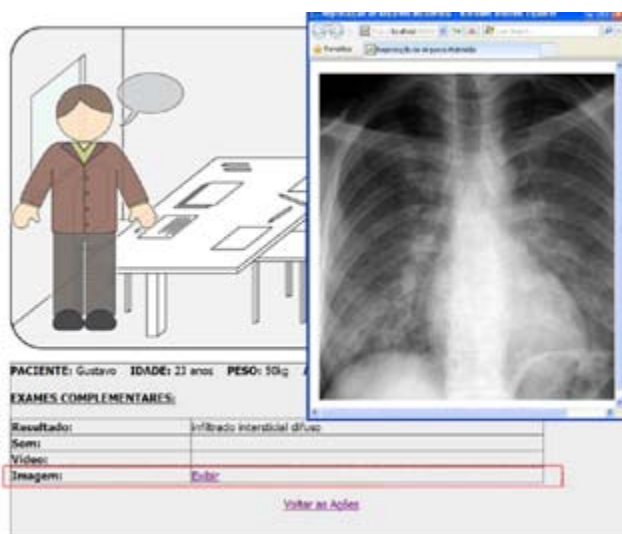 Favoritos
PACIENTE: Gustavo IDADE: 23 anos PESO: 50kg
EXAMES COMPLEMENTARES:
Resultado: infiltrado intersticial difuso
Som:
Vídeo:
Imagem: Exibir
Voltar as Ações